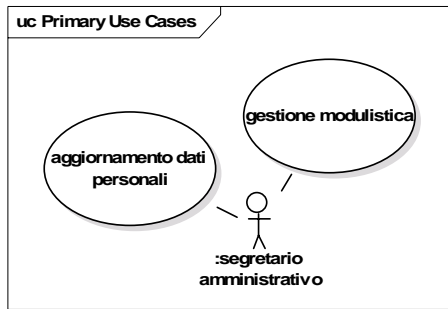 uc Primary Use Cases
gestione modulistica
aggiornamento dati
personali
:segretario
amministrativo